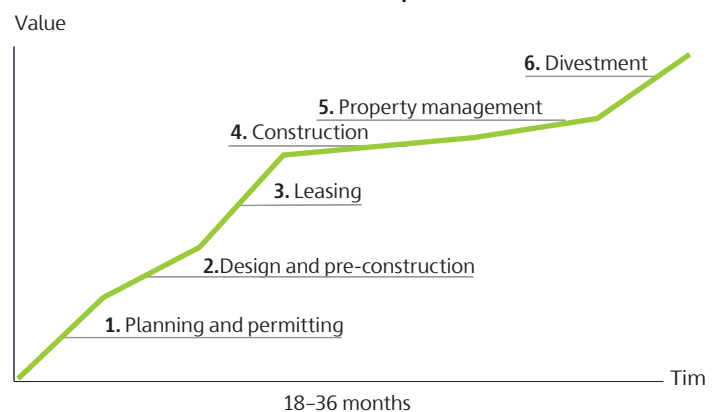 Value
6. Divestment
5. Property management
4. Construction
3. Leasing
2.Design and pre-construction
1. Planning and permitting
Tim
18–36 months